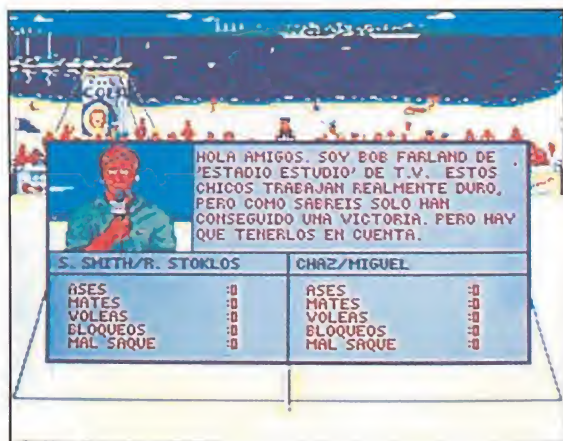 HOLA AMIGOS. SOY BOB FARLAND DE
'ESTADIO ESTUDIO' DE T.V. ESTOS
CHICOS TRABAJAN REALMENTE DURO,
PERO COMO SABREIS SOLO HAN
CONSEGUIDO UNA VICTORIA. PERO HAY
QUE TENERLOS EN CUENTA.
S. SMITH/R. STOKLOS CHAZ/MIGUEL
ASES :0 ASES :0
MATES :0 MATES :0
VOLEAS :0 VOLEAS :0
BLOQUEOS :0 BLOQUEOS :0
MAL SAQUE :0 MAL SAQUE :0